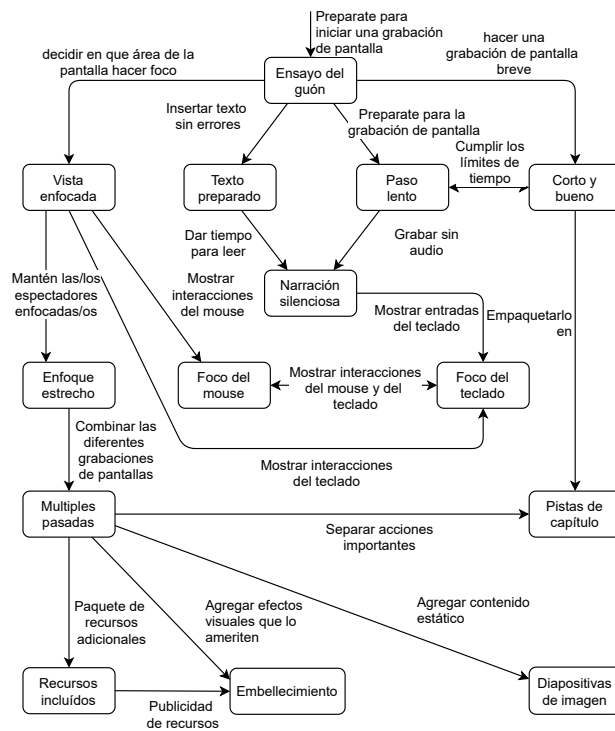 Preparate para
iniciar una grabación
de pantalla
decidir en que área de la
pantalla hacer foco
hacer una
grabación de pantalla
breve
Ensayo del
guón
Insertar texto
sin errores
Preparate para la
grabación de pantalla
Cumplir los
límites de
tiempo
Vista
enfocada
Texto
preparado
Paso
lento
Corto y
bueno
Dar tiempo
para leer
Grabar sin
audio
Mantén las/los
espectadores
enfocadas/os
Mostrar
interacciones
del mouse
Narración
silenciosa
Mostrar entradas
del teclado
Empaquetarlo
en
Enfoque
estrecho
Foco del
mouse
Mostrar interacciones
del mouse y del
teclado
Foco del
teclado
Combinar las
diferentes
grabaciones
de pantallas
Mostrar interacciones
del teclado
Multiples
pasadas
Separar acciones
importantes
Pistas de
capítulo
Paquete de
recursos
adicionales
Agregar efectos
visuales que lo
ameriten
Agregar contenido
estático
Recursos
incluídos
Publicidad
de recursos
Embellecimiento
Diapositivas
de imagen